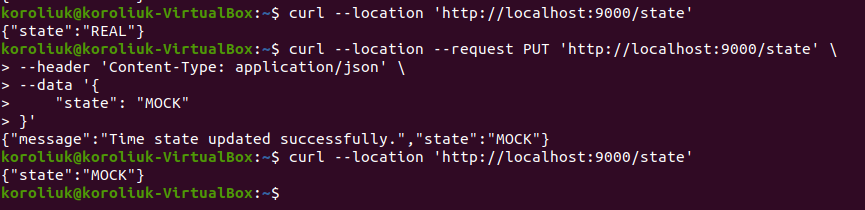 koroliuk@koroliuk-VirtualBox:~$ curl --location 'http://localhost:9000/state'
{"state":"REAL"}
koroliuk@koroliuk-VirtualBox:~$ curl --location --request PUT 'http://localhost:9000/state' \
> --header 'Content-Type: application/json' \
> --data '{
>     "state": "MOCK"
> }'
{"message":"Time state updated successfully.","state":"MOCK"}
koroliuk@koroliuk-VirtualBox:~$ curl --location 'http://localhost:9000/state'
{"state":"MOCK"}
koroliuk@koroliuk-VirtualBox:~$